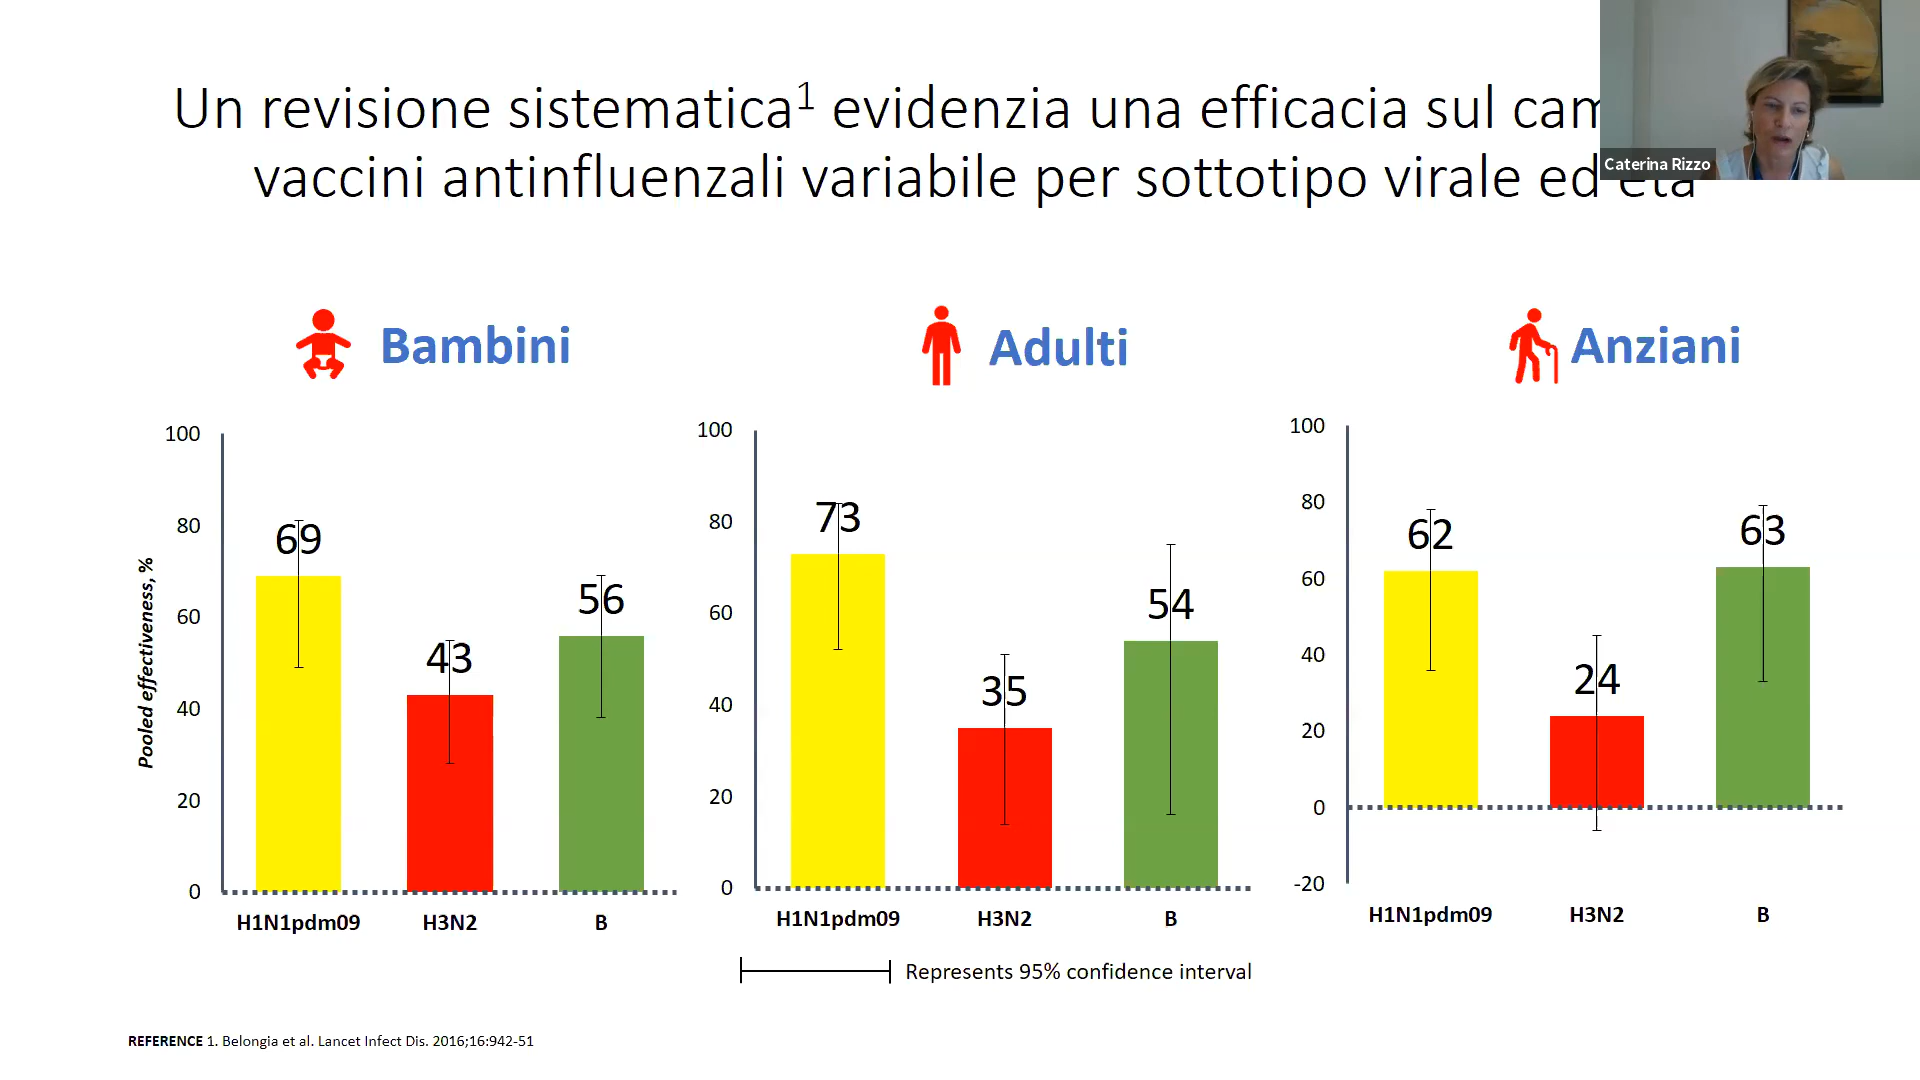 Un revisione sistematica¹ evidenzia una efficacia sul cam
vaccini antinfluenzali variabile per sottotipo virale ed età
Caterina Rizzo
Bambini
Adulti
Anziani
Pooled effectiveness, %
100
80
60
40
20
0
69
43
56
H1N1pdm09 H3N2 B
100
80
60
40
20
0
73
35
54
H1N1pdm09 H3N2 B
100
80
60
40
20
0
-20
62
24
63
H1N1pdm09 H3N2 B
Represents 95% confidence interval
REFERENCE 1. Belongia et al. Lancet Infect Dis. 2016;16:942-51